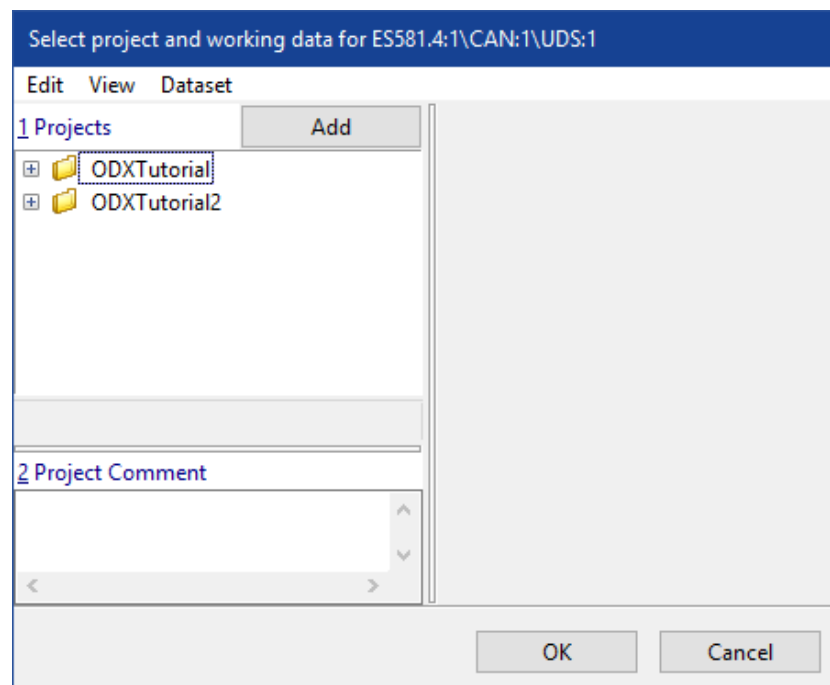 Select project and working data for ES581.4:1\CAN:1\UDS:1
Edit View Dataset
1 Projects Add
ODXTutorial
ODXTutorial2
2 Project Comment
OK Cancel